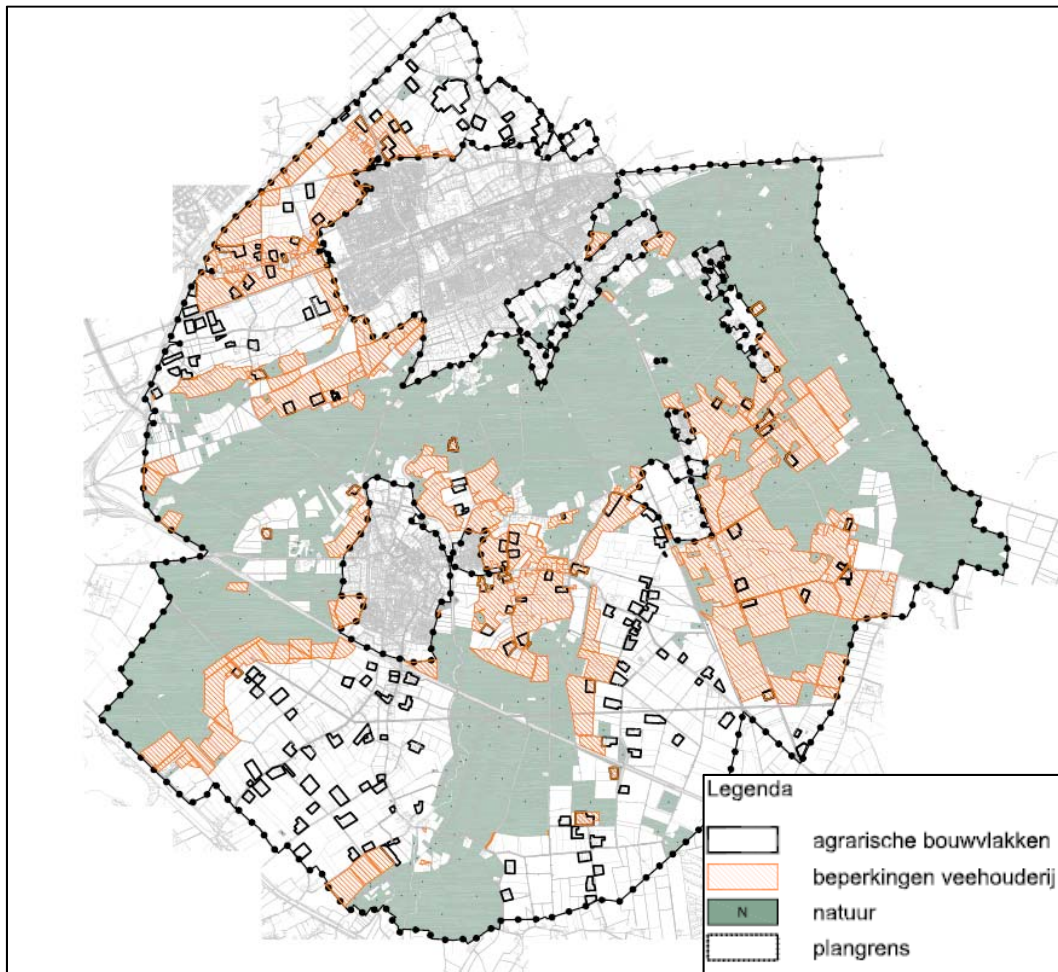 Legenda
agrarische bouwvlakken
beperkingen veehouderij
N
natuur
plangrens